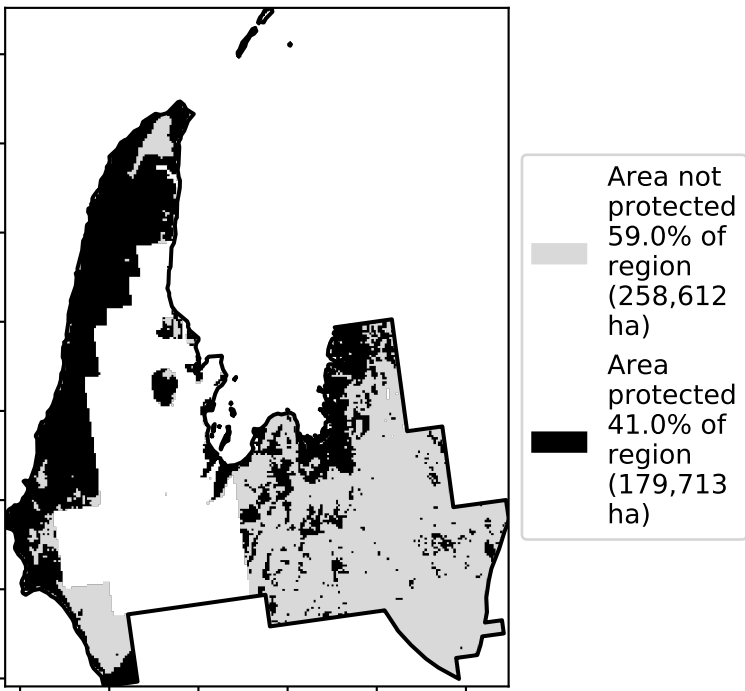 Area not
protected
59.0% of
region
(258,612
ha)
Area
protected
41.0% of
region
(179,713
ha)